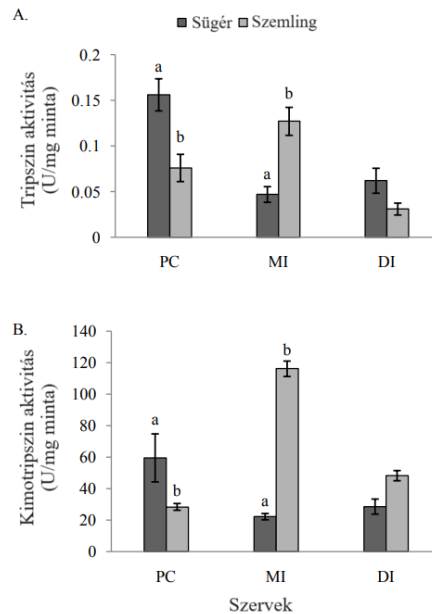 A.
Sügér Szemling
Tripszin aktivitás
(U/mg minta)
0.2
0.15
0.1
0.05
0
a
b
a
b
PC MI DI
B.
Kimotripszin aktivitás
(U/mg minta)
140
120
100
80
60
40
20
0
a
b
a
b
PC MI DI
Szervek